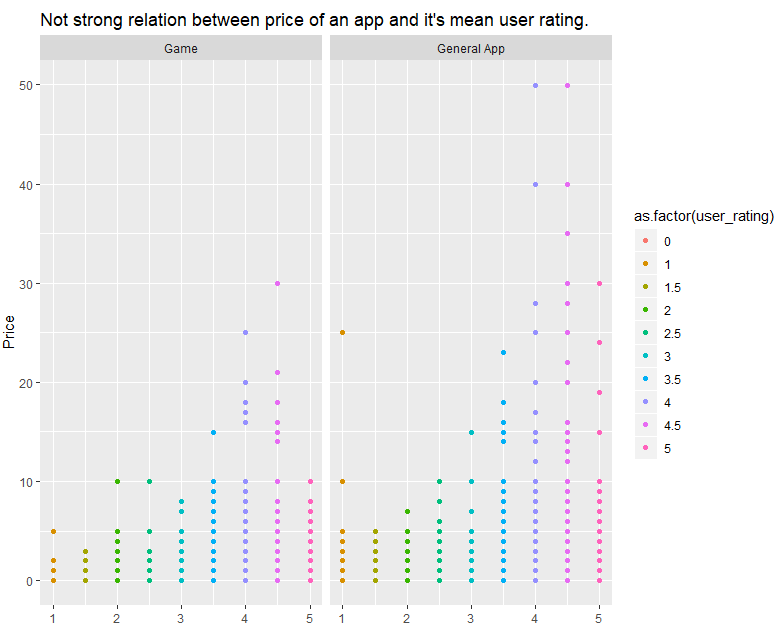 Not strong relation between price of an app and it's mean user rating.
Game
General App
Price
50
40
30
20
10
0
1 2 3 4 5
1 2 3 4 5
as.factor(user_rating)
0
1
1.5
2
2.5
3
3.5
4
4.5
5